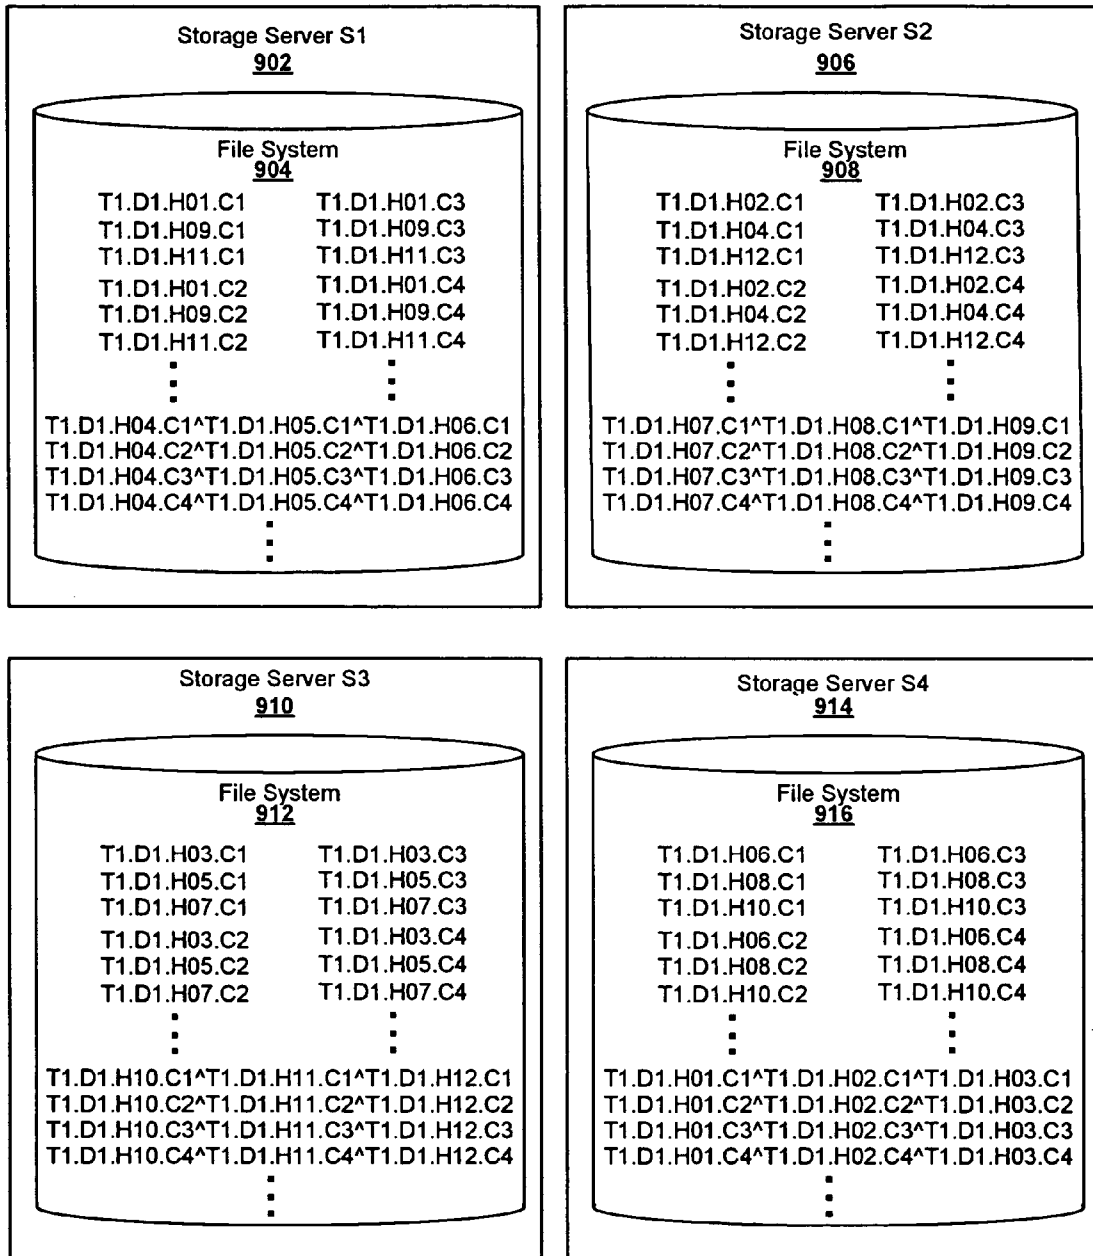 Storage Server S1
902
File System
904
T1.D1.H01.C1 T1.D1.H01.C3
T1.D1.H09.C1 T1.D1.H09.C3
T1.D1.H11.C1 T1.D1.H11.C3
T1.D1.H01.C2 T1.D1.H01.C4
T1.D1.H09.C2 T1.D1.H09.C4
T1.D1.H11.C2 T1.D1.H11.C4
T1.D1.H04.C1^T1.D1.H05.C1^T1.D1.H06.C1
T1.D1.H04.C2^T1.D1.H05.C2^T1.D1.H06.C2
T1.D1.H04.C3^T1.D1.H05.C3^T1.D1.H06.C3
T1.D1.H04.C4^T1.D1.H05.C4^T1.D1.H06.C4
Storage Server S2
906
File System
908
T1.D1.H02.C1 T1.D1.H02.C3
T1.D1.H04.C1 T1.D1.H04.C3
T1.D1.H12.C1 T1.D1.H12.C3
T1.D1.H02.C2 T1.D1.H02.C4
T1.D1.H04.C2 T1.D1.H04.C4
T1.D1.H12.C2 T1.D1.H12.C4
T1.D1.H07.C1^T1.D1.H08.C1^T1.D1.H09.C1
T1.D1.H07.C2^T1.D1.H08.C2^T1.D1.H09.C2
T1.D1.H07.C3^T1.D1.H08.C3^T1.D1.H09.C3
T1.D1.H07.C4^T1.D1.H08.C4^T1.D1.H09.C4
Storage Server S3
910
File System
912
T1.D1.H03.C1 T1.D1.H03.C3
T1.D1.H05.C1 T1.D1.H05.C3
T1.D1.H07.C1 T1.D1.H07.C3
T1.D1.H03.C2 T1.D1.H03.C4
T1.D1.H05.C2 T1.D1.H05.C4
T1.D1.H07.C2 T1.D1.H07.C4
T1.D1.H10.C1^T1.D1.H11.C1^T1.D1.H12.C1
T1.D1.H10.C2^T1.D1.H11.C2^T1.D1.H12.C2
T1.D1.H10.C3^T1.D1.H11.C3^T1.D1.H12.C3
T1.D1.H10.C4^T1.D1.H11.C4^T1.D1.H12.C4
Storage Server S4
914
File System
916
T1.D1.H06.C1 T1.D1.H06.C3
T1.D1.H08.C1 T1.D1.H08.C3
T1.D1.H10.C1 T1.D1.H10.C3
T1.D1.H06.C2 T1.D1.H06.C4
T1.D1.H08.C2 T1.D1.H08.C4
T1.D1.H10.C2 T1.D1.H10.C4
T1.D1.H01.C1^T1.D1.H02.C1^T1.D1.H03.C1
T1.D1.H01.C2^T1.D1.H02.C2^T1.D1.H03.C2
T1.D1.H01.C3^T1.D1.H02.C3^T1.D1.H03.C3
T1.D1.H01.C4^T1.D1.H02.C4^T1.D1.H03.C4